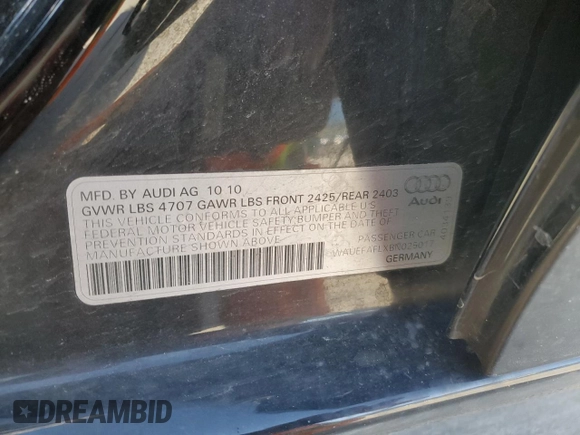 MFD. BY AUDI AG 10 10
GVWR LBS 4707 GAWR LBS FRONT 2425/REAR 2403
THIS VEHICLE CONFORMS TO ALL APPLICABLE U.S.
FEDERAL MOTOR VEHICLE SAFETY,BUMPER AND THEFT
PREVENTION STANDARDS IN EFFECT ON THE DATE OF
MANUFACTURE SHOWN ABOVE
PASSENGER CAR
GERMANY
Audi
DREAMBID